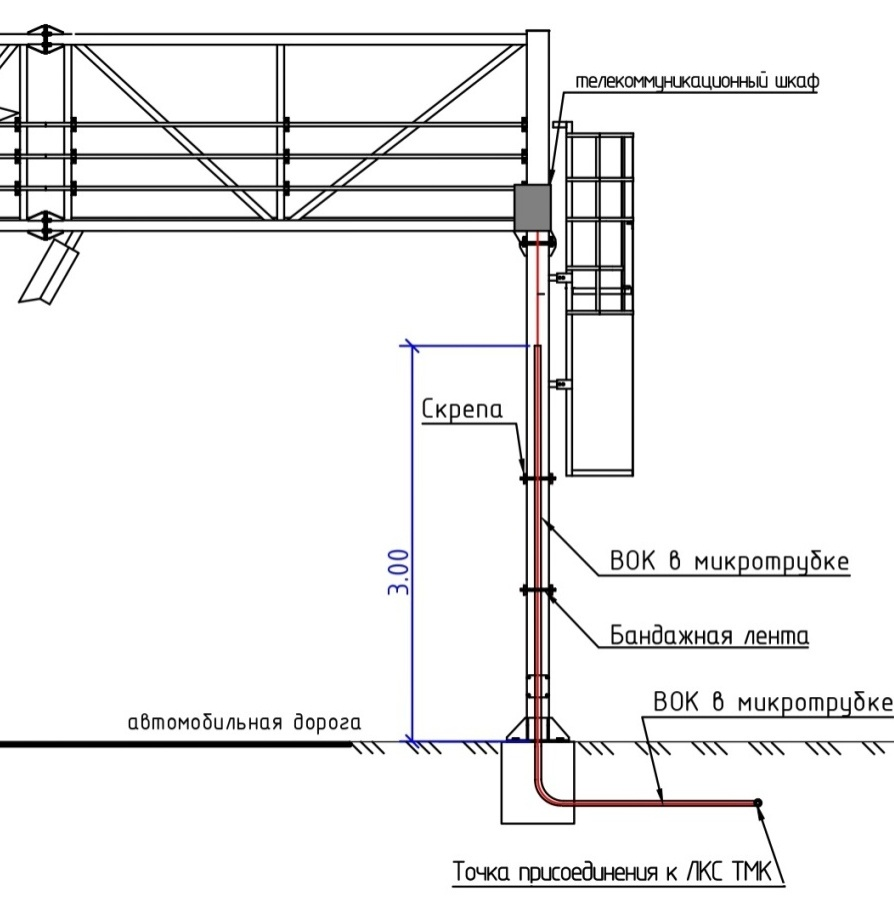 телекоммуникационный шкаф
Скрепа
3.00
ВОК в микротрубке
Бандажная лента
ВОК в микротрубке
автомобильная дорога
Точка присоединения к ЛКС ТМК